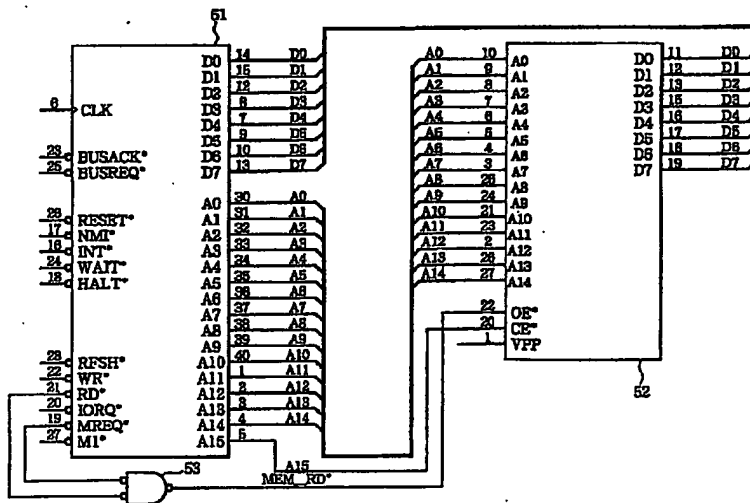 51
14 D0 D0
15 D1 D1
12 D2 D2
8 D3 D3
7 D4 D4
9 D5 D5
10 D6 D6
13 D7 D7
6 CLK
23 BUSACK*
25 BUSREQ*
26 RESET*
17 NMI*
16 INT*
24 WAIT*
18 HALT*
A0 30 A0
A1 31 A1
A2 32 A2
A3 33 A3
A4 34 A4
A5 35 A5
A6 36 A6
A7 37 A7
A8 38 A8
A9 39 A9
A10 40 A10
A11 1 A11
A12 2 A12
A13 3 A13
A14 4 A14
A15 5
28 RFSH*
22 WR*
21 RD*
20 IORQ*
19 MREQ*
27 M1*
53
A15
MEM_RD*
A0 10 A0
A1 9 A1
A2 8 A2
A3 7 A3
A4 6 A4
A5 5 A5
A6 4 A6
A7 3 A7
A8 25 A8
A9 24 A9
A10 21 A10
A11 23 A11
A12 2 A12
A13 26 A13
A14 27 A14
22 OE*
20 CE*
1 VPP
D0 11 D0
D1 12 D1
D2 13 D2
D3 15 D3
D4 16 D4
D5 17 D5
D6 18 D6
D7 19 D7
52